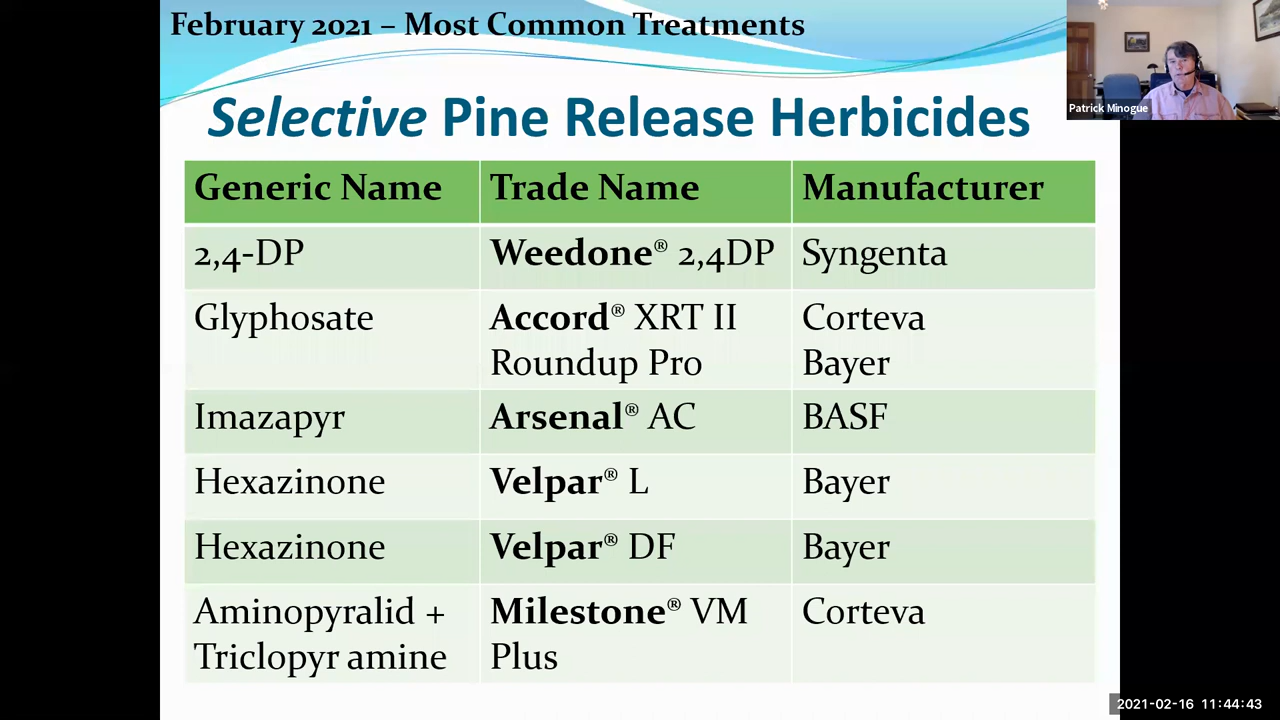 February 2021 – Most Common Treatments
Patrick Minogue
Selective Pine Release Herbicides
Generic Name Trade Name Manufacturer
2,4-DP Weedone® 2,4DP Syngenta
Glyphosate Accord® XRT II Corteva
Roundup Pro Bayer
Imazapyr Arsenal® AC BASF
Hexazinone Velpar® L Bayer
Hexazinone Velpar® DF Bayer
Aminopyralid + Milestone® VM Corteva
Triclopyr amine Plus
2021-02-16 11:44:43